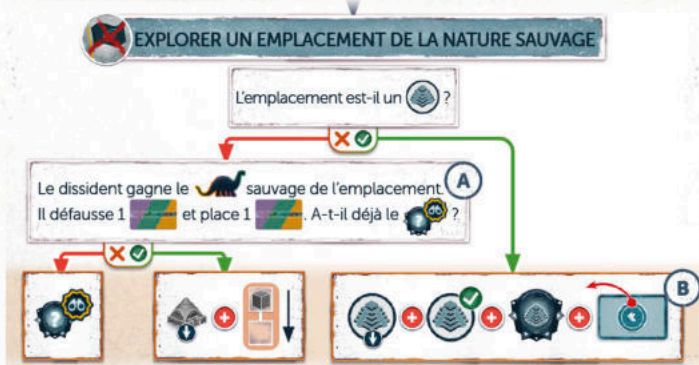 EXPLORER UN EMPLACEMENT DE LA NATURE SAUVAGE
L'emplacement est-il un ?
Le dissident gagne le sauvage de l'emplacement.
A
Il défausse 1 et place 1 . A-t-il déjà le ?
B